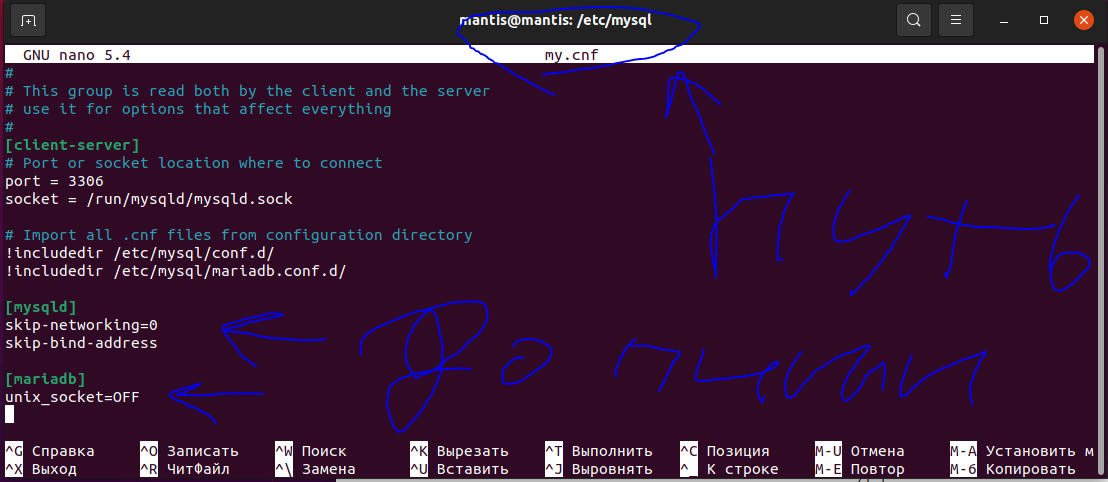 mantis@mantis: /etc/mysql
GNU nano 5.4 my.cnf
#
# This group is read both by the client and the server
# use it for options that affect everything
#
[client-server]
# Port or socket location where to connect
port = 3306
socket = /run/mysqld/mysqld.sock
# Import all .cnf files from configuration directory
!includedir /etc/mysql/conf.d/
!includedir /etc/mysql/mariadb.conf.d/
путь
[mysqld]
skip-networking=0
skip-bind-address
[mariadb]
unix_socket=OFF
^G Справка ^O Записать ^W Поиск ^K Вырезать ^T Выполнить ^C Позиция M-U Отмена M-A Установить м
^X Выход ^R ЧитФайл ^\ Замена ^U Вставить ^J Выровнять ^_ К строке M-E Повтор M-6 Копировать